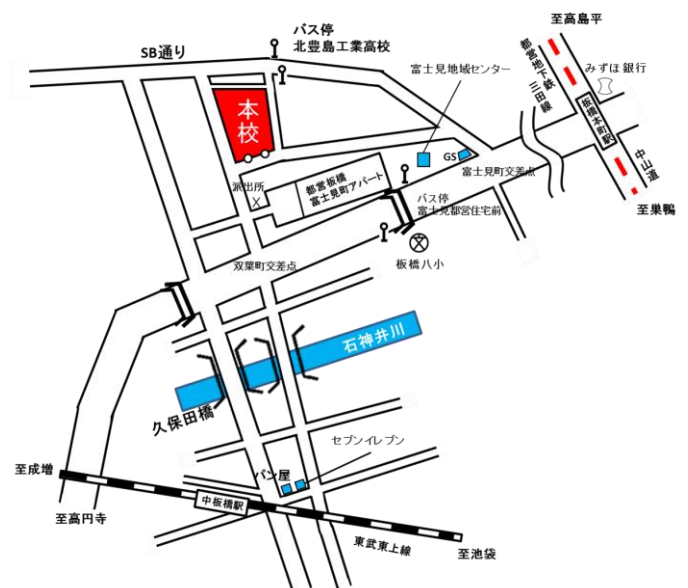 至高島平
バス停
北豊島工業高校
SB通り
都営地下鉄
三田線
みずほ銀行
富士見地域センター
板橋本町駅
本校
GS
中山道
富士見町交差点
派出所
都営板橋
富士見町アパート
バス停
富士見都営住宅前
至巣鴨
板橋八小
双葉町交差点
石神井川
久保田橋
セブンイレブン
パン屋
至成増
中板橋駅
至高円寺
東武東上線
至池袋